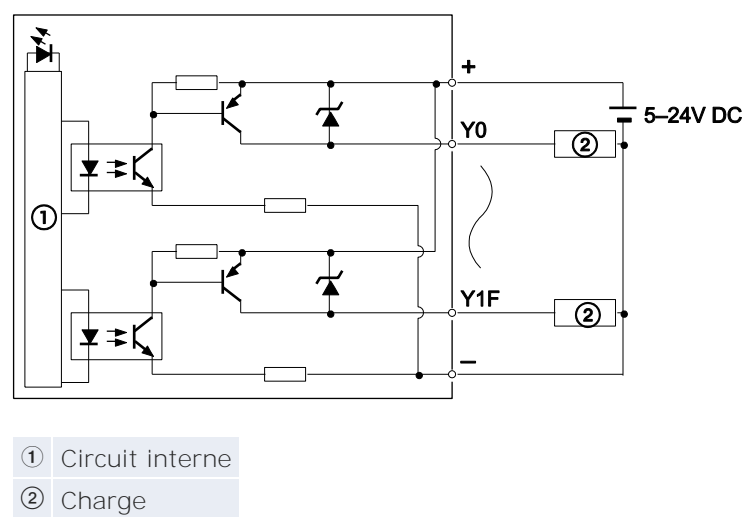 +
5–24V DC
Y0
②
①
Y1F
②
–
① Circuit interne
② Charge